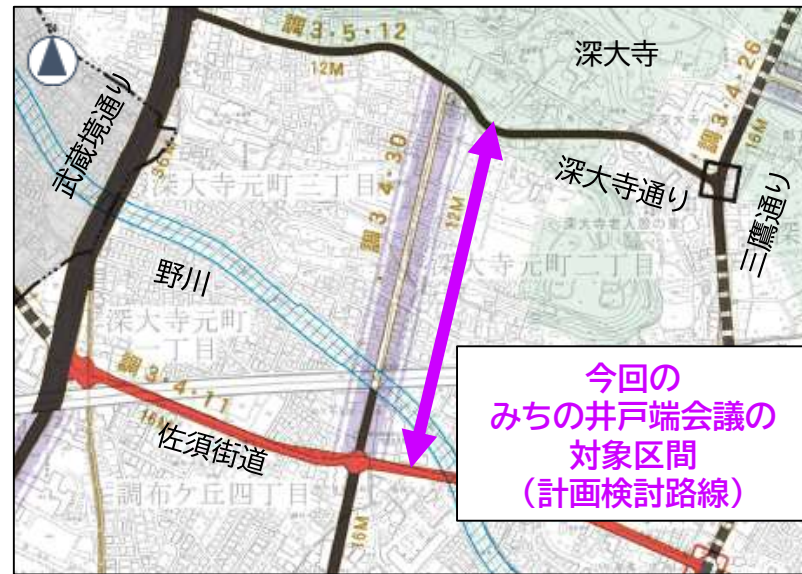 調3・5・12
12M
深大寺
調3・4・26
16M
武蔵境通り
36M
深大寺元町三丁目
調3・4・30
12M
深大寺通り
三鷹通り
深大寺元町二丁目
野川
深大寺元町
調3・4・11
16M
佐須街道
調布ケ丘四丁目
16M
今回の
みちの井戸端会議の
対象区間
（計画検討路線）